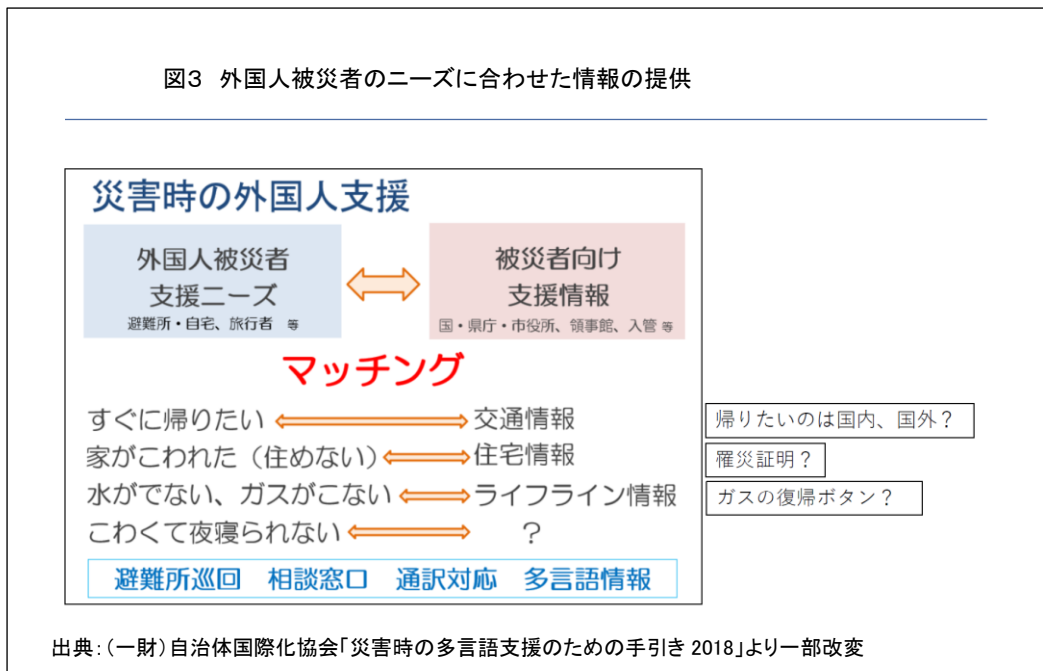 図3 外国人被災者のニーズに合わせた情報の提供
災害時の外国人支援
外国人被災者
支援ニーズ
避難所・自宅、旅行者 等
被災者向け
支援情報
国・県庁・市役所、領事館、入管 等
マッチング
すぐに帰りたい 交通情報 帰りたいのは国内、国外？
家がこわれた（住めない） 住宅情報 罹災証明？
水がでない、ガスがこない ライフライン情報 ガスの復帰ボタン？
こわくて夜寝られない ？
避難所巡回 相談窓口 通訳対応 多言語情報
出典：（一財）自治体国際化協会「災害時の多言語支援のための手引き 2018」より一部改変